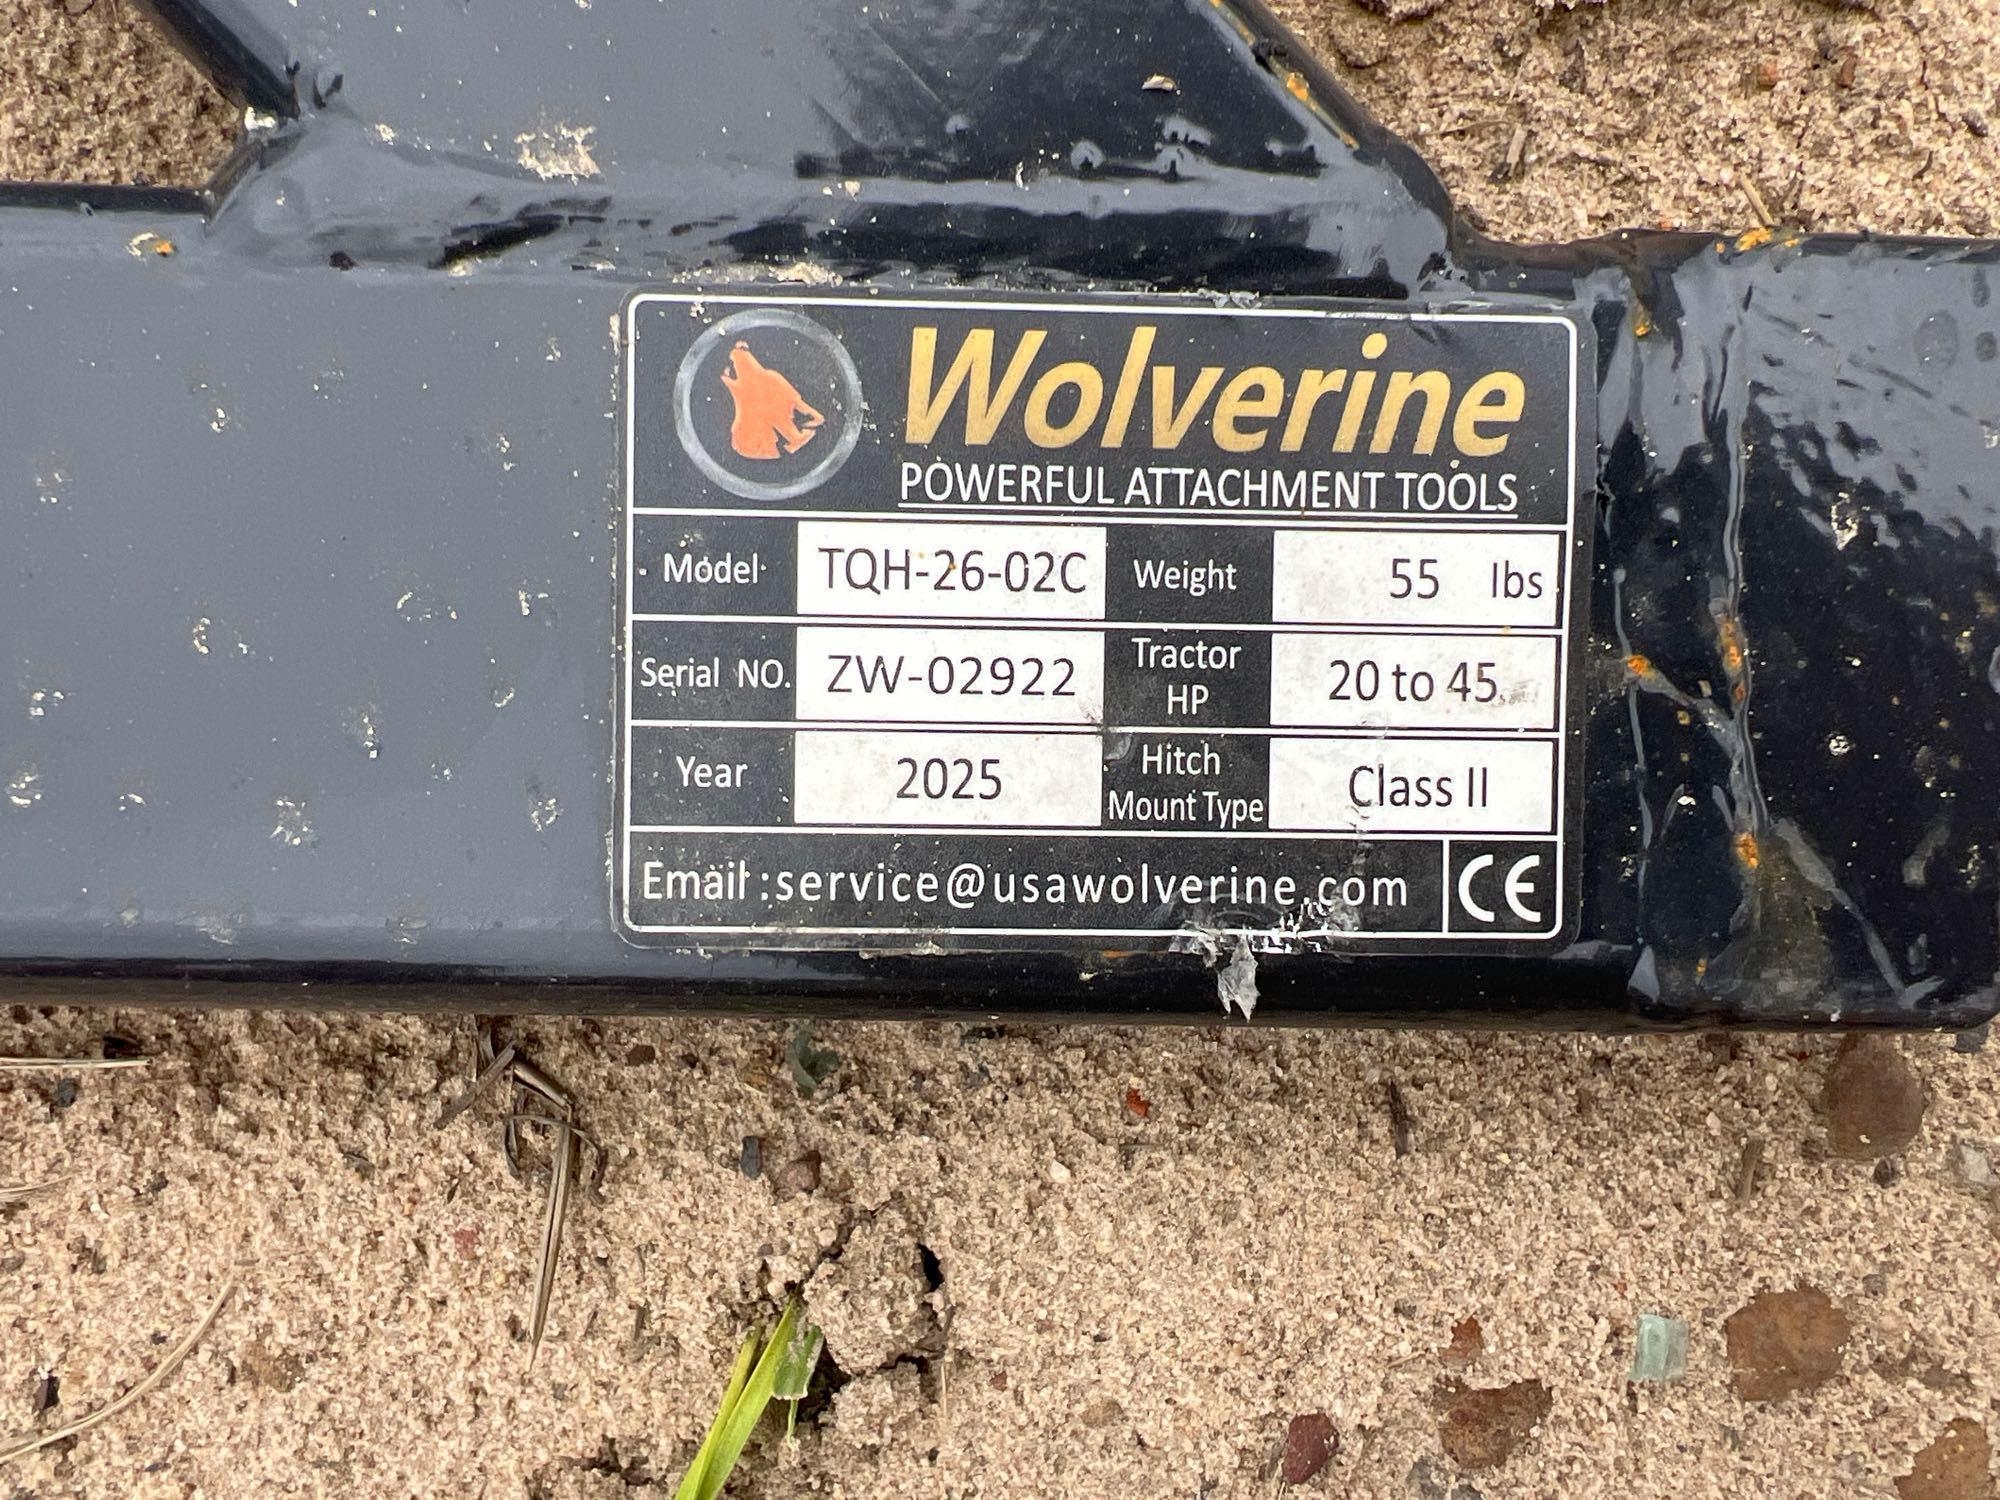 Wolverine
POWERFUL ATTACHMENT TOOLS
Model TQH-26-02C Weight 55 lbs
Serial NO. ZW-02922 Tractor HP 20 to 45
Year 2025 Hitch Mount Type Class II
Email:service@usawolverine.com CE